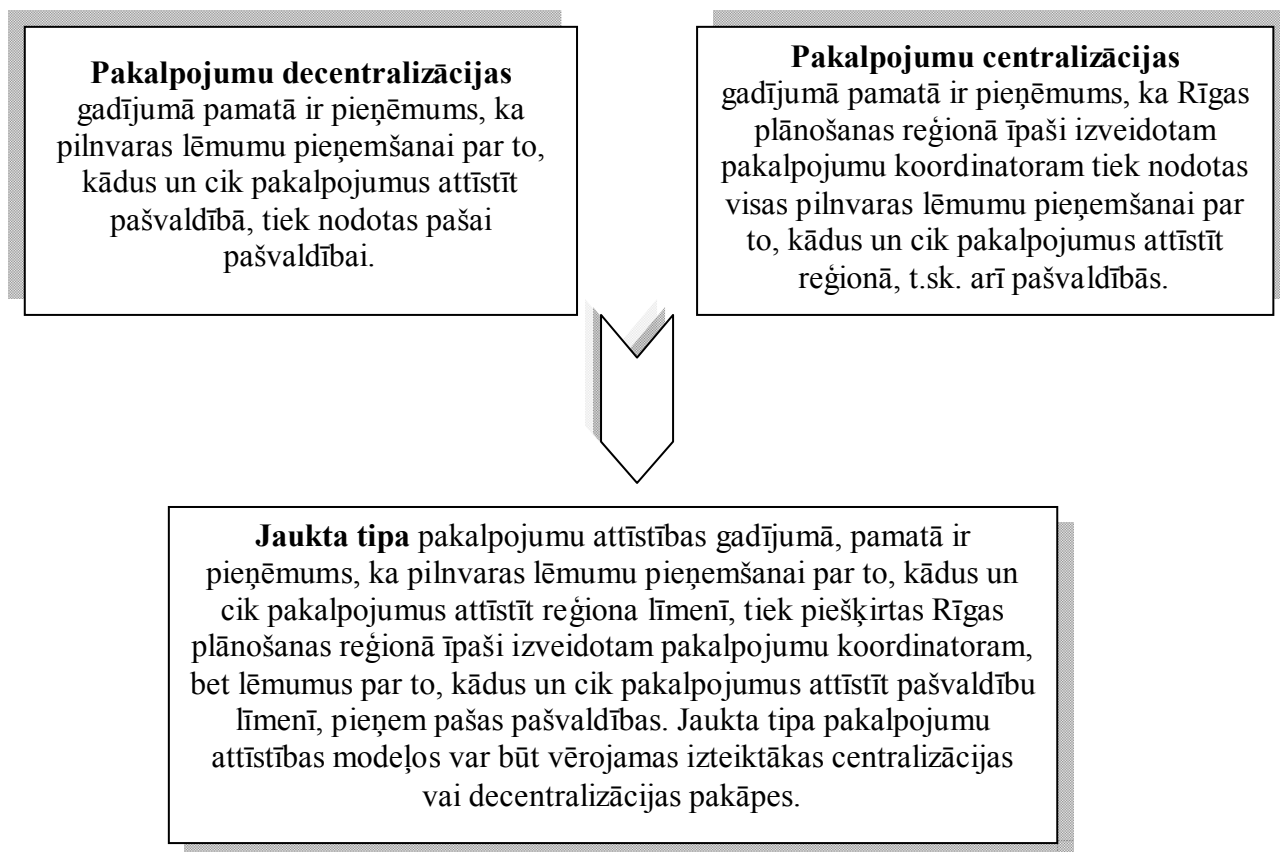 Pakalpojumu decentralizācijas
gadījumā pamatā ir pieņēmums, ka
pilnvaras lēmumu pieņemšanai par to,
kādus un cik pakalpojumus attīstīt
pašvaldībā, tiek nodotas pašai
pašvaldībai.
Pakalpojumu centralizācijas
gadījumā pamatā ir pieņēmums, ka Rīgas
plānošanas reģionā īpaši izveidotam
pakalpojumu koordinatoram tiek nodotas
visas pilnvaras lēmumu pieņemšanai par
to, kādus un cik pakalpojumus attīstīt
reģionā, t.sk. arī pašvaldībās.
Jaukta tipa pakalpojumu attīstības gadījumā, pamatā ir
pieņēmums, ka pilnvaras lēmumu pieņemšanai par to, kādus un
cik pakalpojumus attīstīt reģiona līmenī, tiek piešķirtas Rīgas
plānošanas reģionā īpaši izveidotam pakalpojumu koordinatoram,
bet lēmumus par to, kādus un cik pakalpojumus attīstīt pašvaldību
līmenī, pieņem pašas pašvaldības. Jaukta tipa pakalpojumu
attīstības modeļos var būt vērojamas izteiktākas centralizācijas
vai decentralizācijas pakāpes.